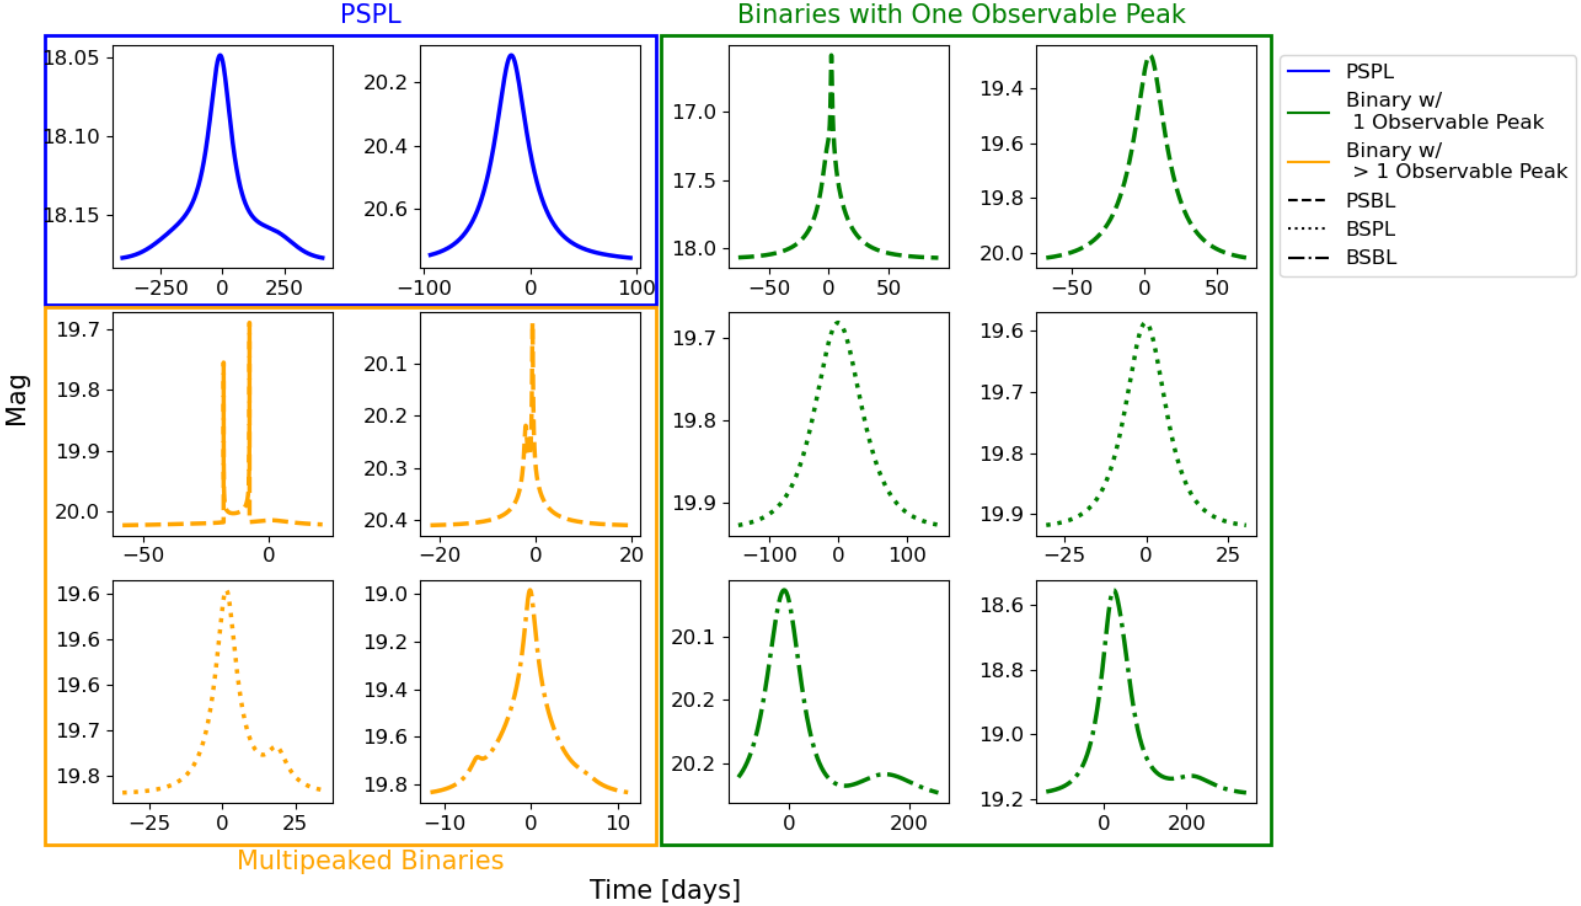 PSPL
Binaries with One Observable Peak
18.05
18.10
18.15
−250 0 250
20.2
20.4
20.6
−100 0 100
17.0
17.5
18.0
−50 0 50
19.4
19.6
19.8
20.0
−50 0 50
PSPL
Binary w/
1 Observable Peak
Binary w/
> 1 Observable Peak
PSBL
BSPL
BSBL
Mag
19.7
19.8
19.9
20.0
−50 0
20.1
20.2
20.3
20.4
−20 0 20
19.7
19.8
19.9
−100 0 100
19.6
19.7
19.8
19.9
−25 0 25
19.6
19.6
19.6
19.7
19.8
−25 0 25
19.0
19.2
19.4
19.6
19.8
−10 0 10
20.1
20.2
20.2
0 200
18.6
18.8
19.0
19.2
0 200
Multipeaked Binaries
Time [days]